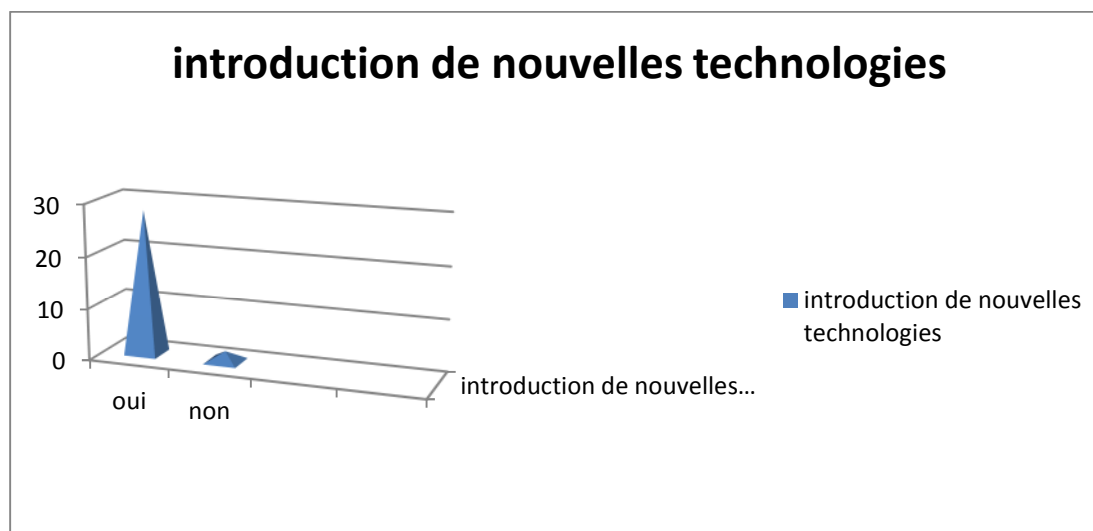 introduction de nouvelles technologies
30
20
10
0
oui
non
introduction de nouvelles…
introduction de nouvelles
technologies